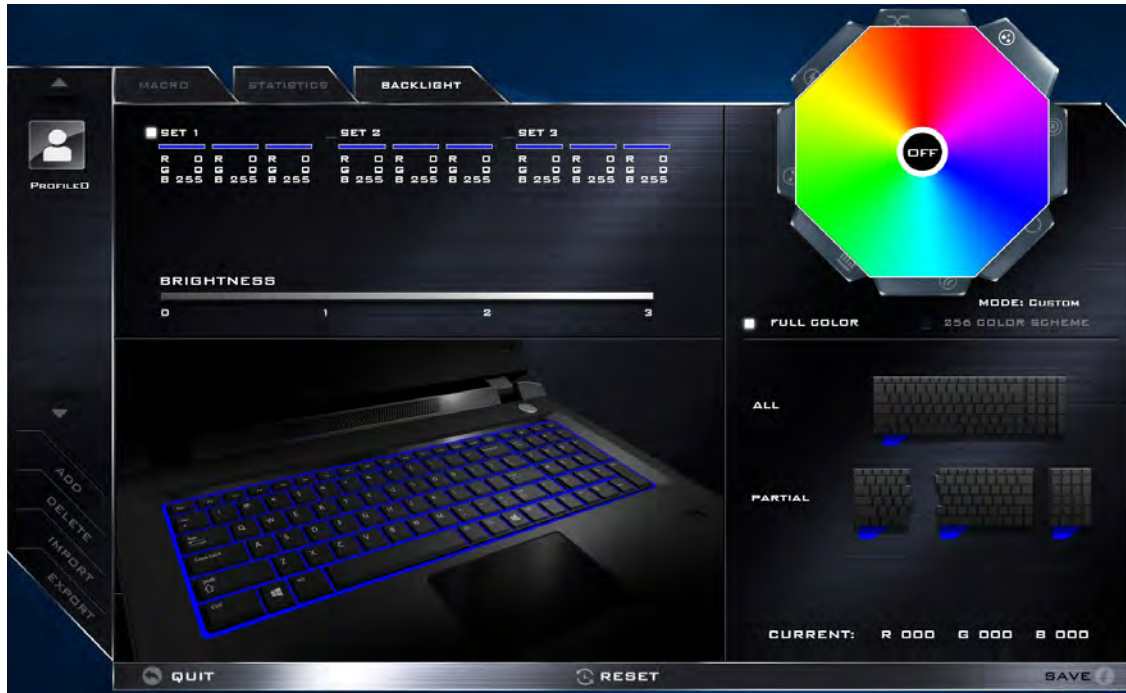 MACRO STATISTICS BACKLIGHT
PROFILE0
SET 1 SET 2 SET 3
R 0 R 0 R 0 R 0 R 0 R 0 R 0 R 0 R 0
G 0 G 0 G 0 G 0 G 0 G 0 G 0 G 0 G 0
B 255 B 255 B 255 B 255 B 255 B 255 B 255 B 255 B 255
OFF
BRIGHTNESS
0 1 2 3
MODE: CUSTOM
FULL COLOR 256 COLOR SCHEME
ALL
PARTIAL
ADD
DELETE
IMPORT
EXPORT
CURRENT: R 000 G 000 B 000
QUIT RESET SAVE